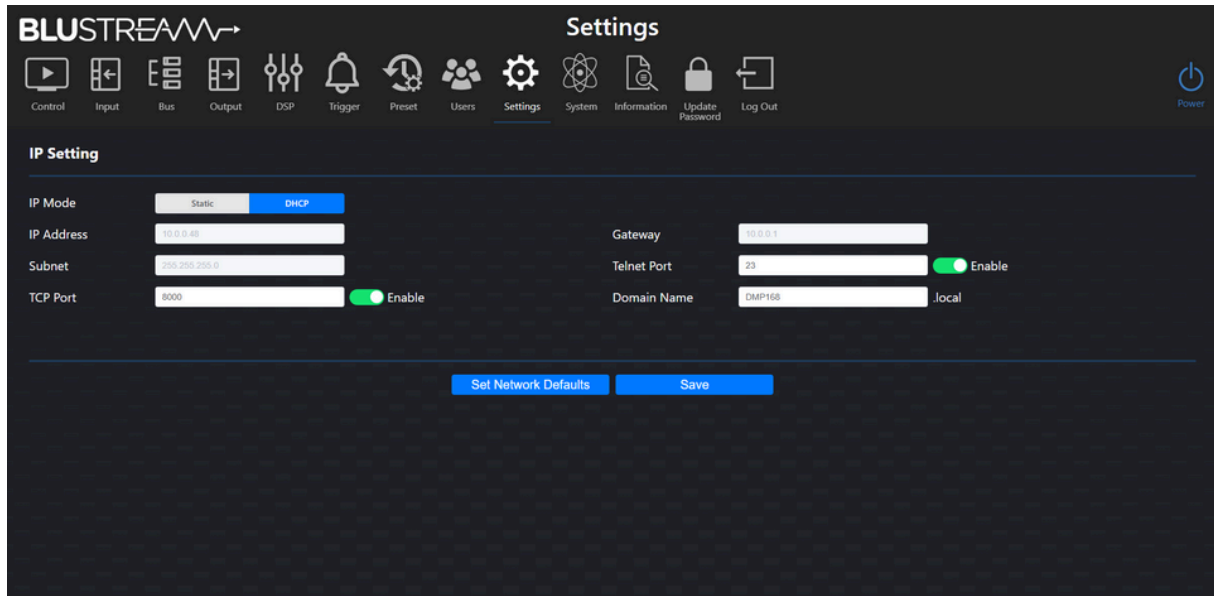 BLUSTREAM
Settings
Control
Input
Bus
Output
DSP
Trigger
Preset
Users
Settings
System
Information
Update
Password
Log Out
Power
IP Setting
IP Mode Static DHCP
IP Address 10.0.0.48 Gateway 10.0.0.1
Subnet 255.255.255.0 Telnet Port 23 Enable
TCP Port 8000 Enable Domain Name DMP168 .local
Set Network Defaults Save